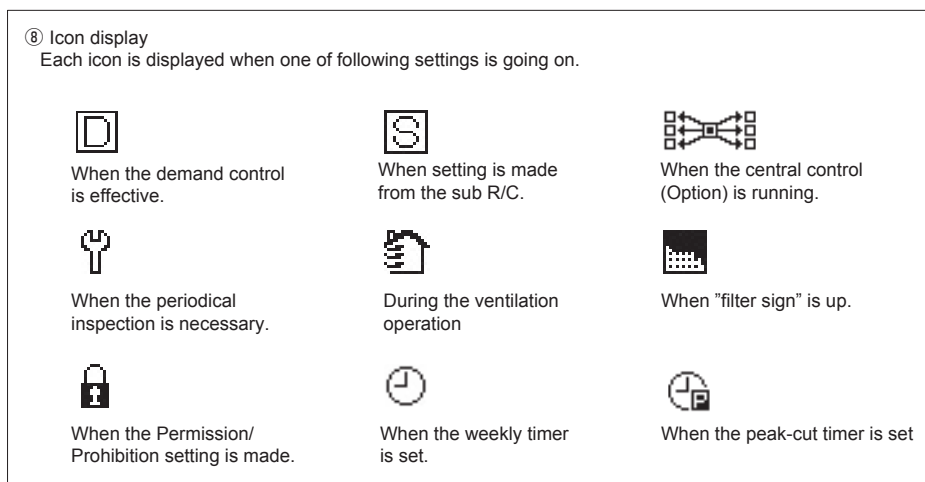 ⑧ Icon display
Each icon is displayed when one of following settings is going on.
D
When the demand control
is effective.
S
When setting is made
from the sub R/C.
When the central control
(Option) is running.
When the periodical
inspection is necessary.
During the ventilation
operation
When ”filter sign” is up.
When the Permission/
Prohibition setting is made.
When the weekly timer
is set.
P
When the peak-cut timer is set